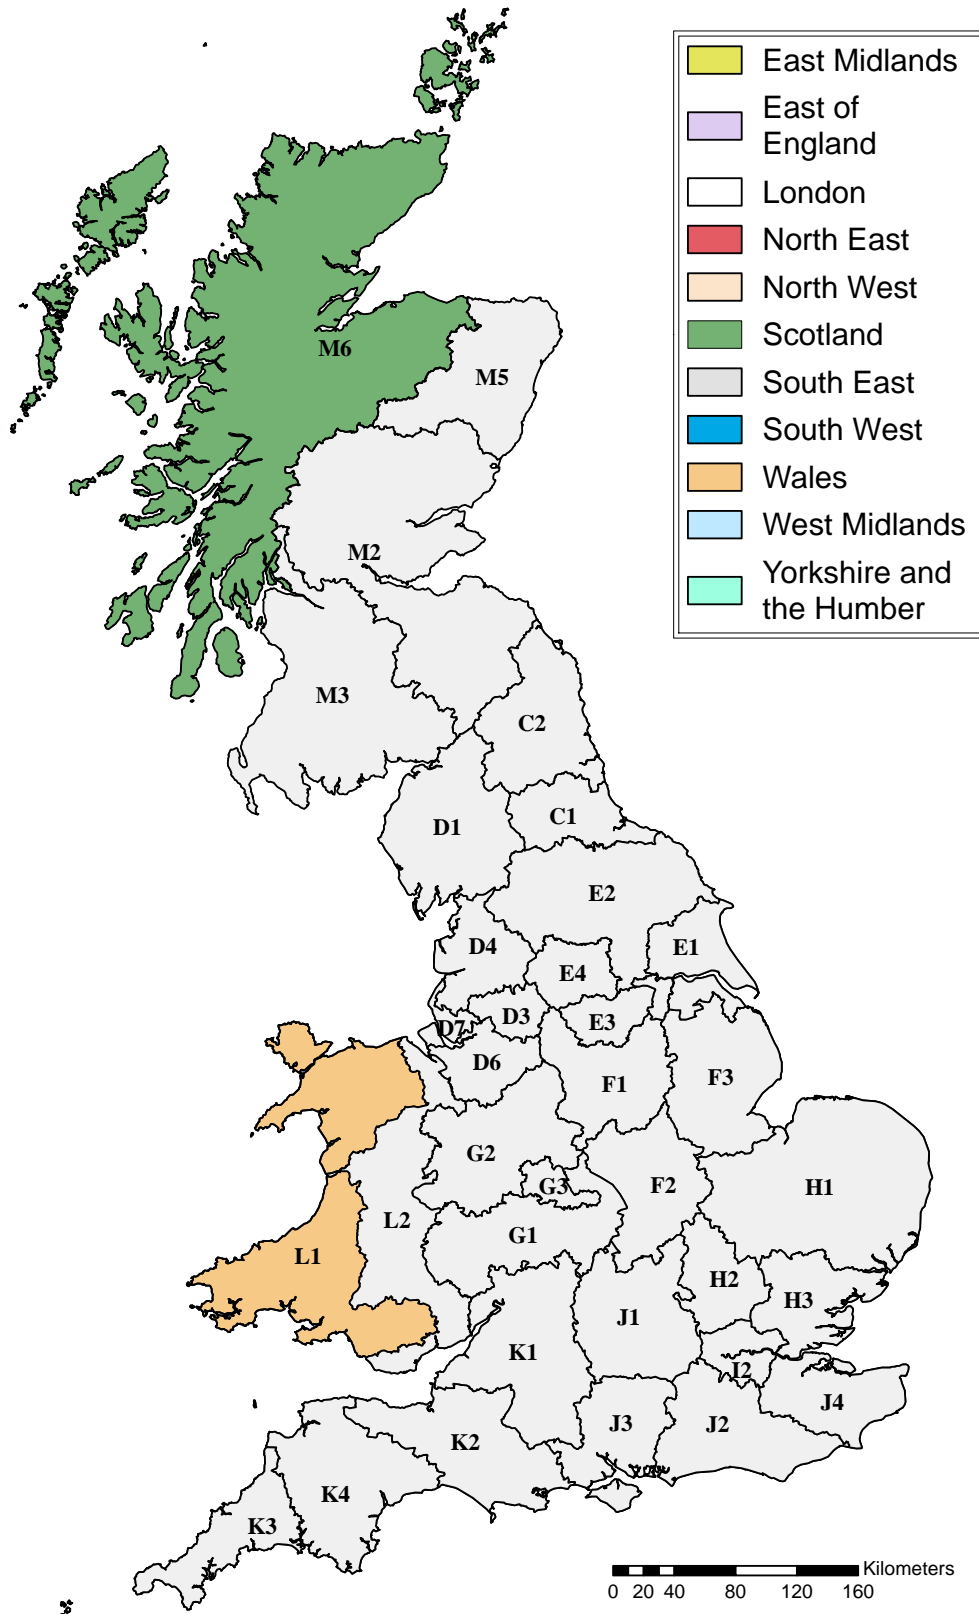 East Midlands
East of
England
London
North East
North West
Scotland
South East
South West
Wales
West Midlands
Yorkshire and
the Humber
M6
M5
M2
M3
C2
C1
D1
E2
D4
E1
E4
D7
D3
E3
D6
F1
F3
G2
G3
F2
H1
L2
L1
G1
H2
H3
J1
K1
I2
J4
J3
J2
K2
K4
K3
Kilometers
0 20 40 80 120 160